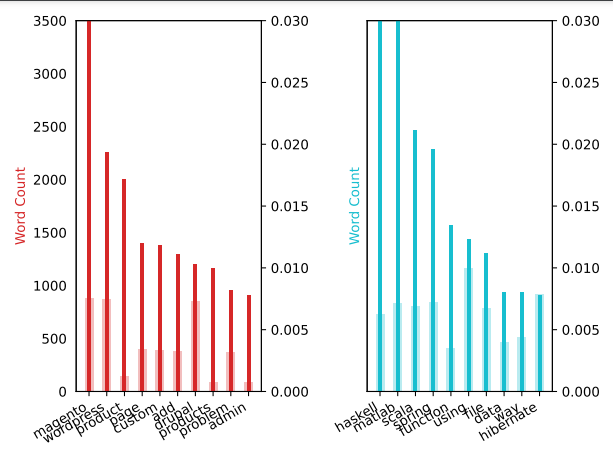 3500
3000
2500
2000
1500
1000
500
0
Word Count
0.030
0.025
0.020
0.015
0.010
0.005
0.000
magento
wordpress
product
page
custom
add
drupal
products
problem
admin
Word Count
0.030
0.025
0.020
0.015
0.010
0.005
0.000
haskell
matlab
scala
spring
function
using
file
data
way
hibernate